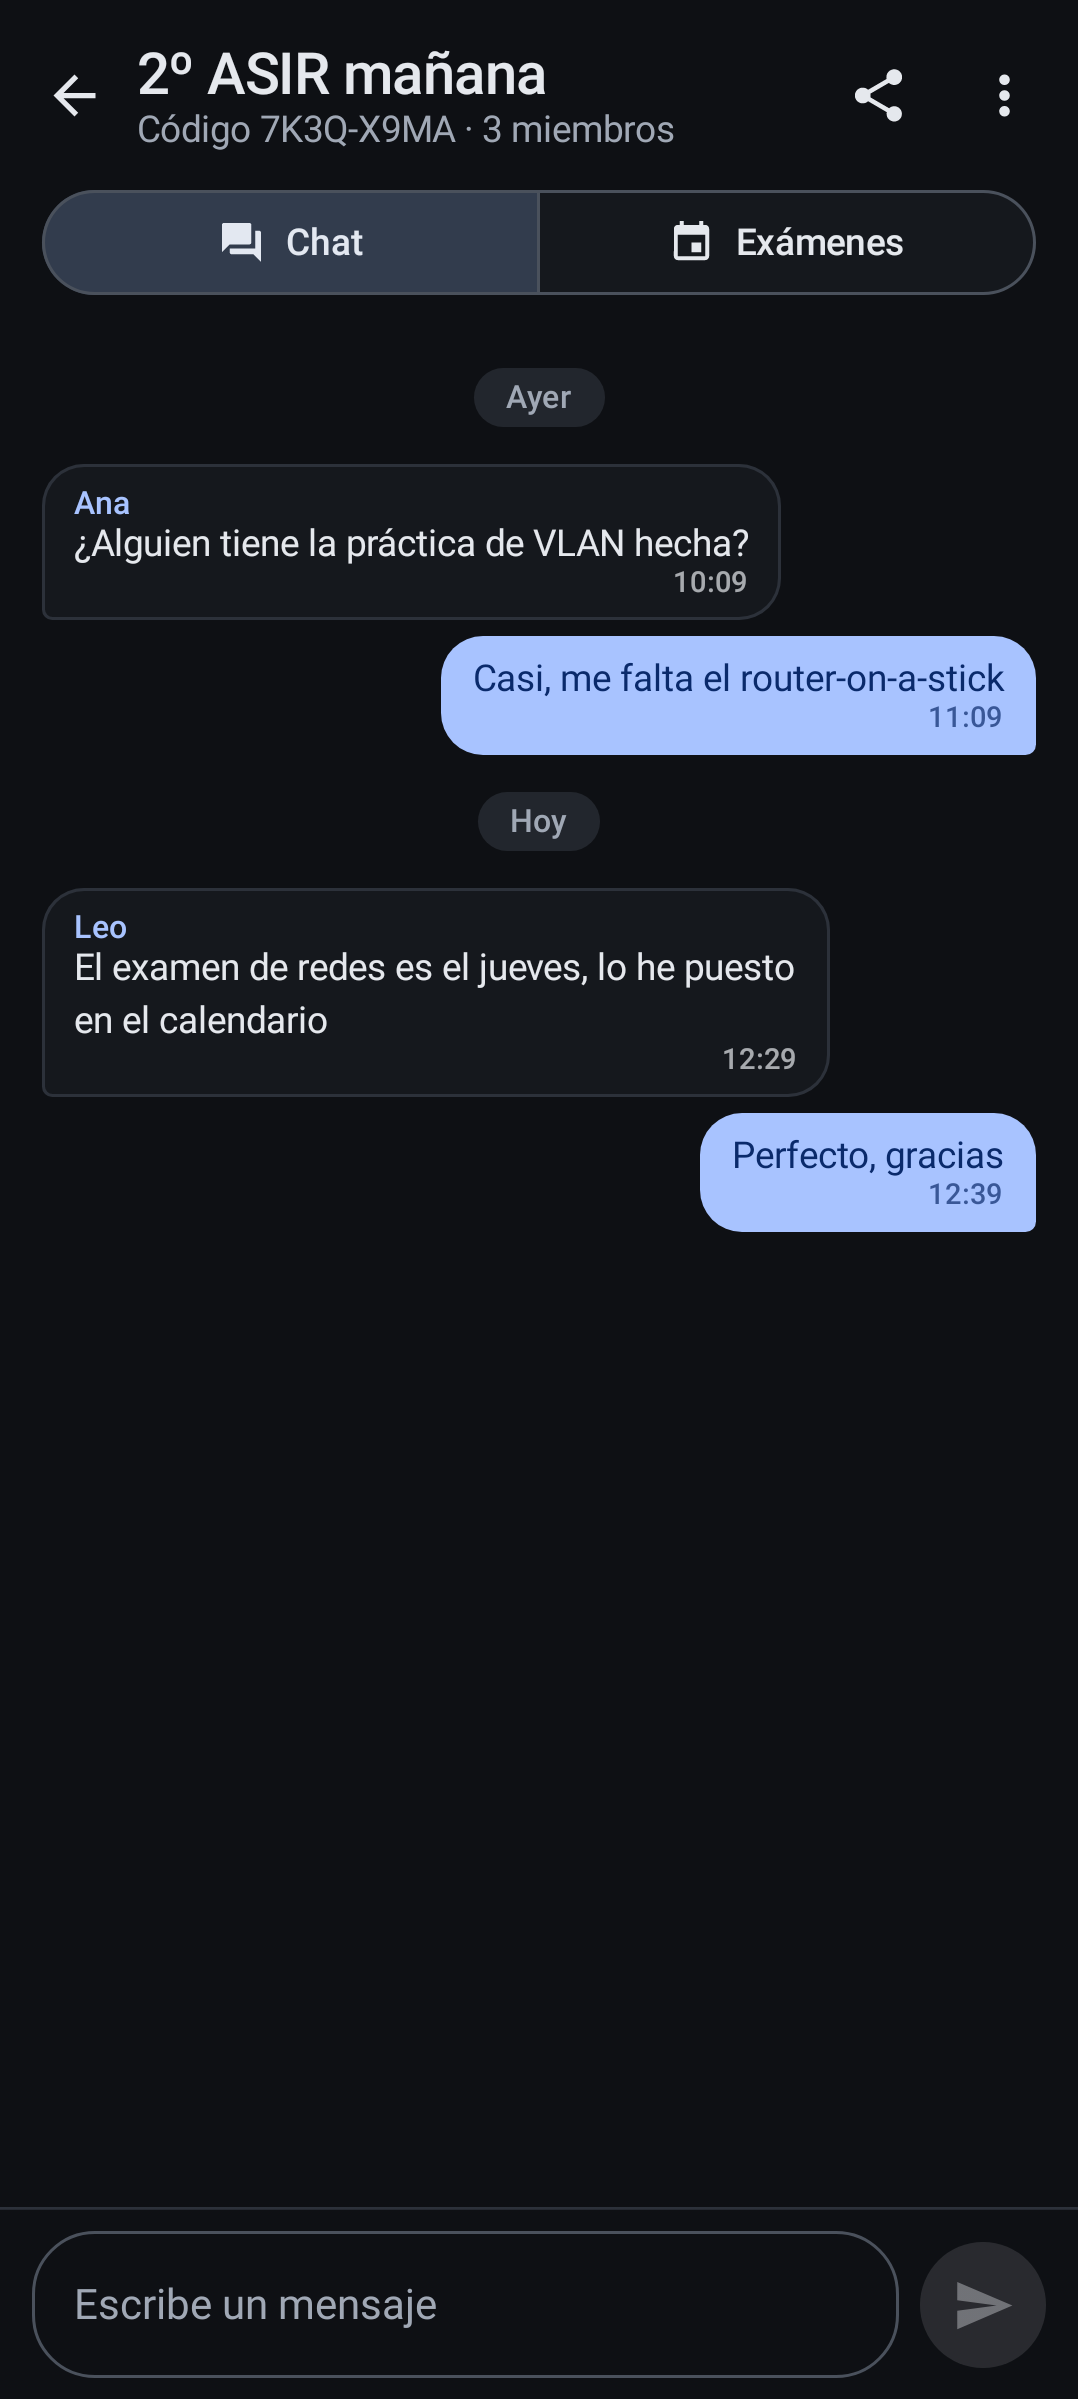 2º ASIR mañana
Código 7K3Q-X9MA · 3 miembros
Chat
Exámenes
Ayer
Ana
¿Alguien tiene la práctica de VLAN hecha?
10:09
Casi, me falta el router-on-a-stick
11:09
Hoy
Leo
El examen de redes es el jueves, lo he puesto
en el calendario
12:29
Perfecto, gracias
12:39
Escribe un mensaje